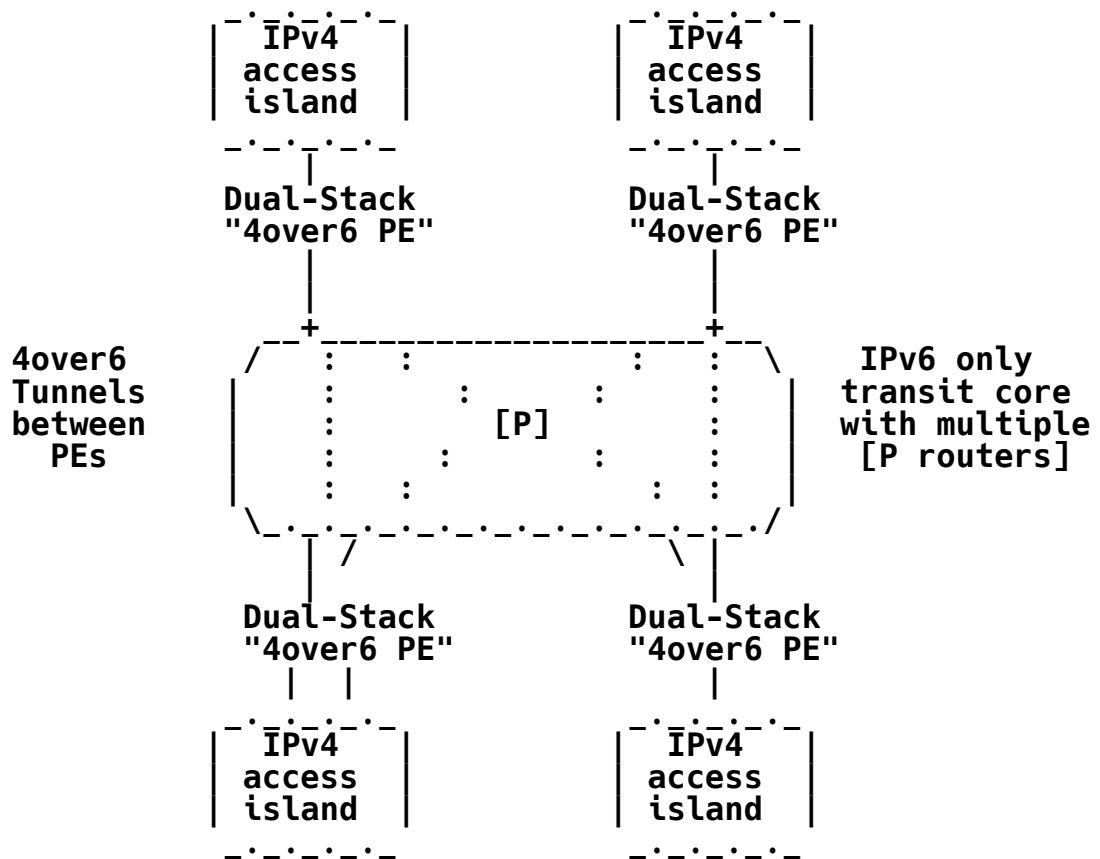 IPv4 IPv4
access access
island island
Dual-Stack Dual-Stack
"4over6 PE" "4over6 PE"
4over6 IPv6 only
Tunnels transit core
between [P] with multiple
PEs [P routers]
Dual-Stack Dual-Stack
"4over6 PE" "4over6 PE"
IPv4 IPv4
access access
island island